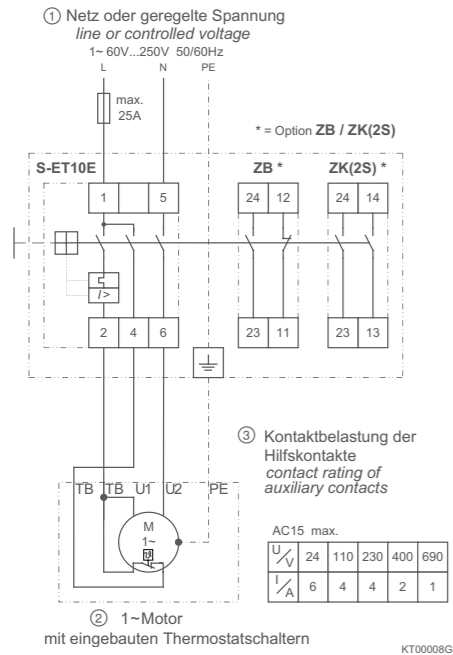 ① Netz oder geregelte Spannung
line or controlled voltage
1~ 60V...250V 50/60Hz
L N PE
max.
25A
* = Option ZB / ZK(2S)
S-ET10E ZB * ZK(2S) *
1 5 24 12 24 14
I >
2 4 6 23 11 23 13
③ Kontaktbelastung der
Hilfskontakte
contact rating of
auxiliary contacts
TB TB U1 U2 PE
M
1~
AC15 max.
U/V 24 110 230 400 690
I/A 6 4 4 2 1
② 1~Motor
mit eingebauten Thermostatschaltern
KT00008G